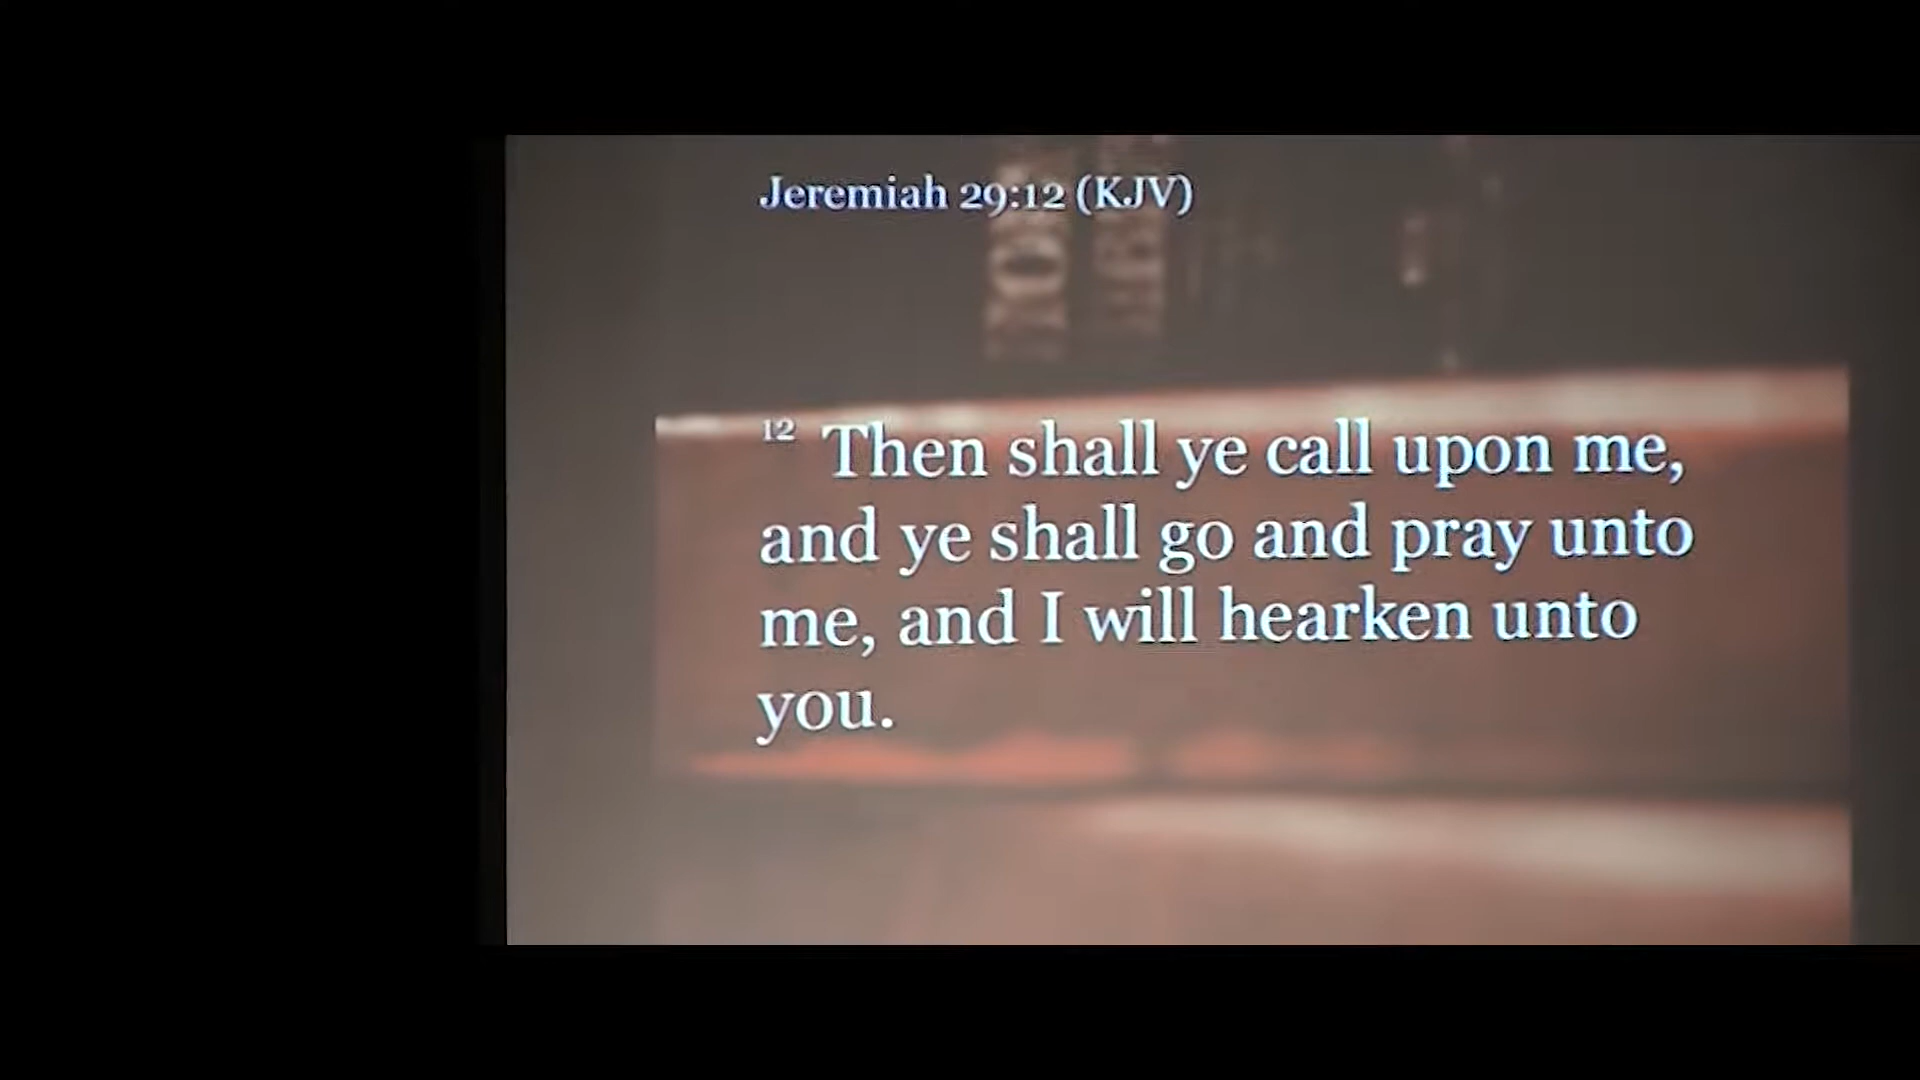 Jeremiah 29:12 (KJV)
12 Then shall ye call upon me,
and ye shall go and pray unto
me, and I will hearken unto
you.